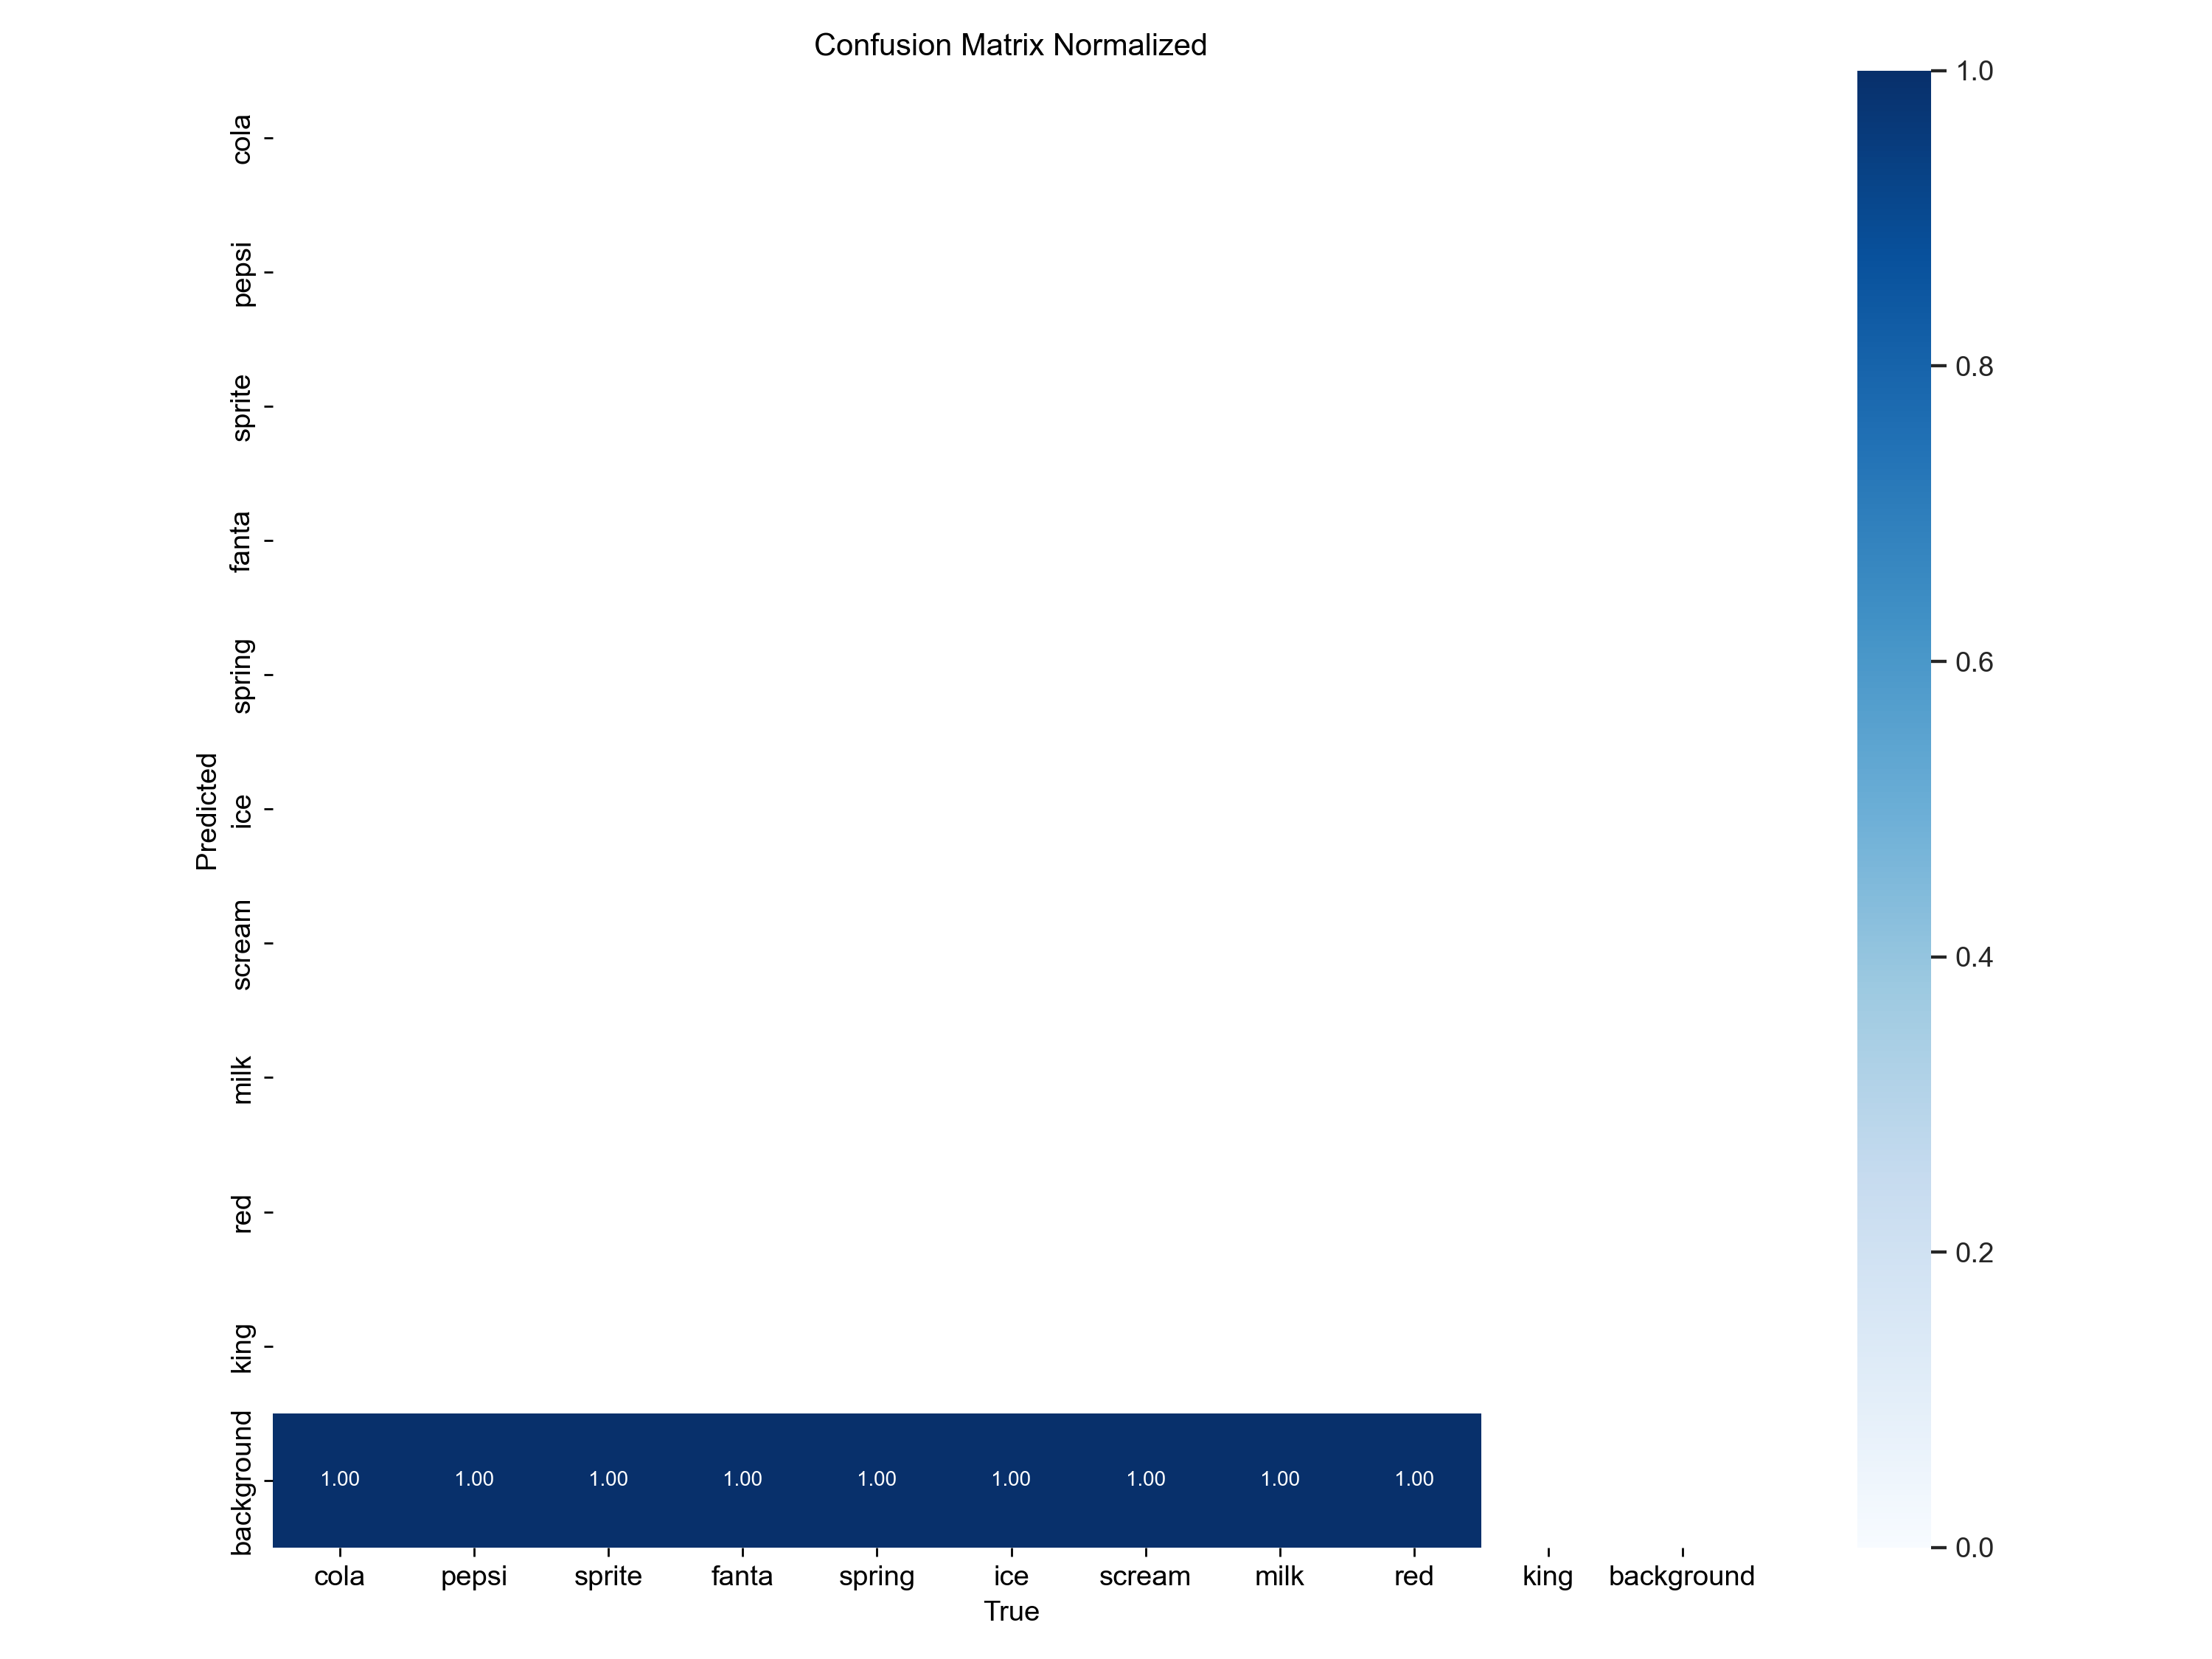 Confusion Matrix Normalized
cola
pepsi
sprite
fanta
spring
ice
scream
milk
red
king
background
Predicted
1.00 1.00 1.00 1.00 1.00 1.00 1.00 1.00 1.00
cola pepsi sprite fanta spring ice scream milk red king background
True
1.0
0.8
0.6
0.4
0.2
0.0